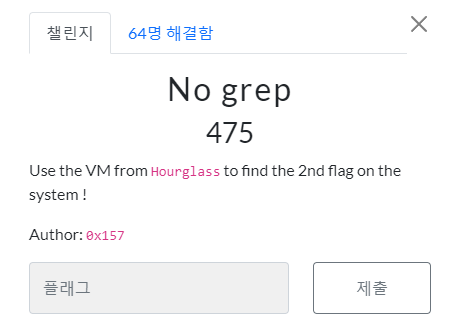 챌린지
64명 해결함
No grep
475
Use the VM from Hourglass to find the 2nd flag on the
system !
Author: 0x157
플래그
제출